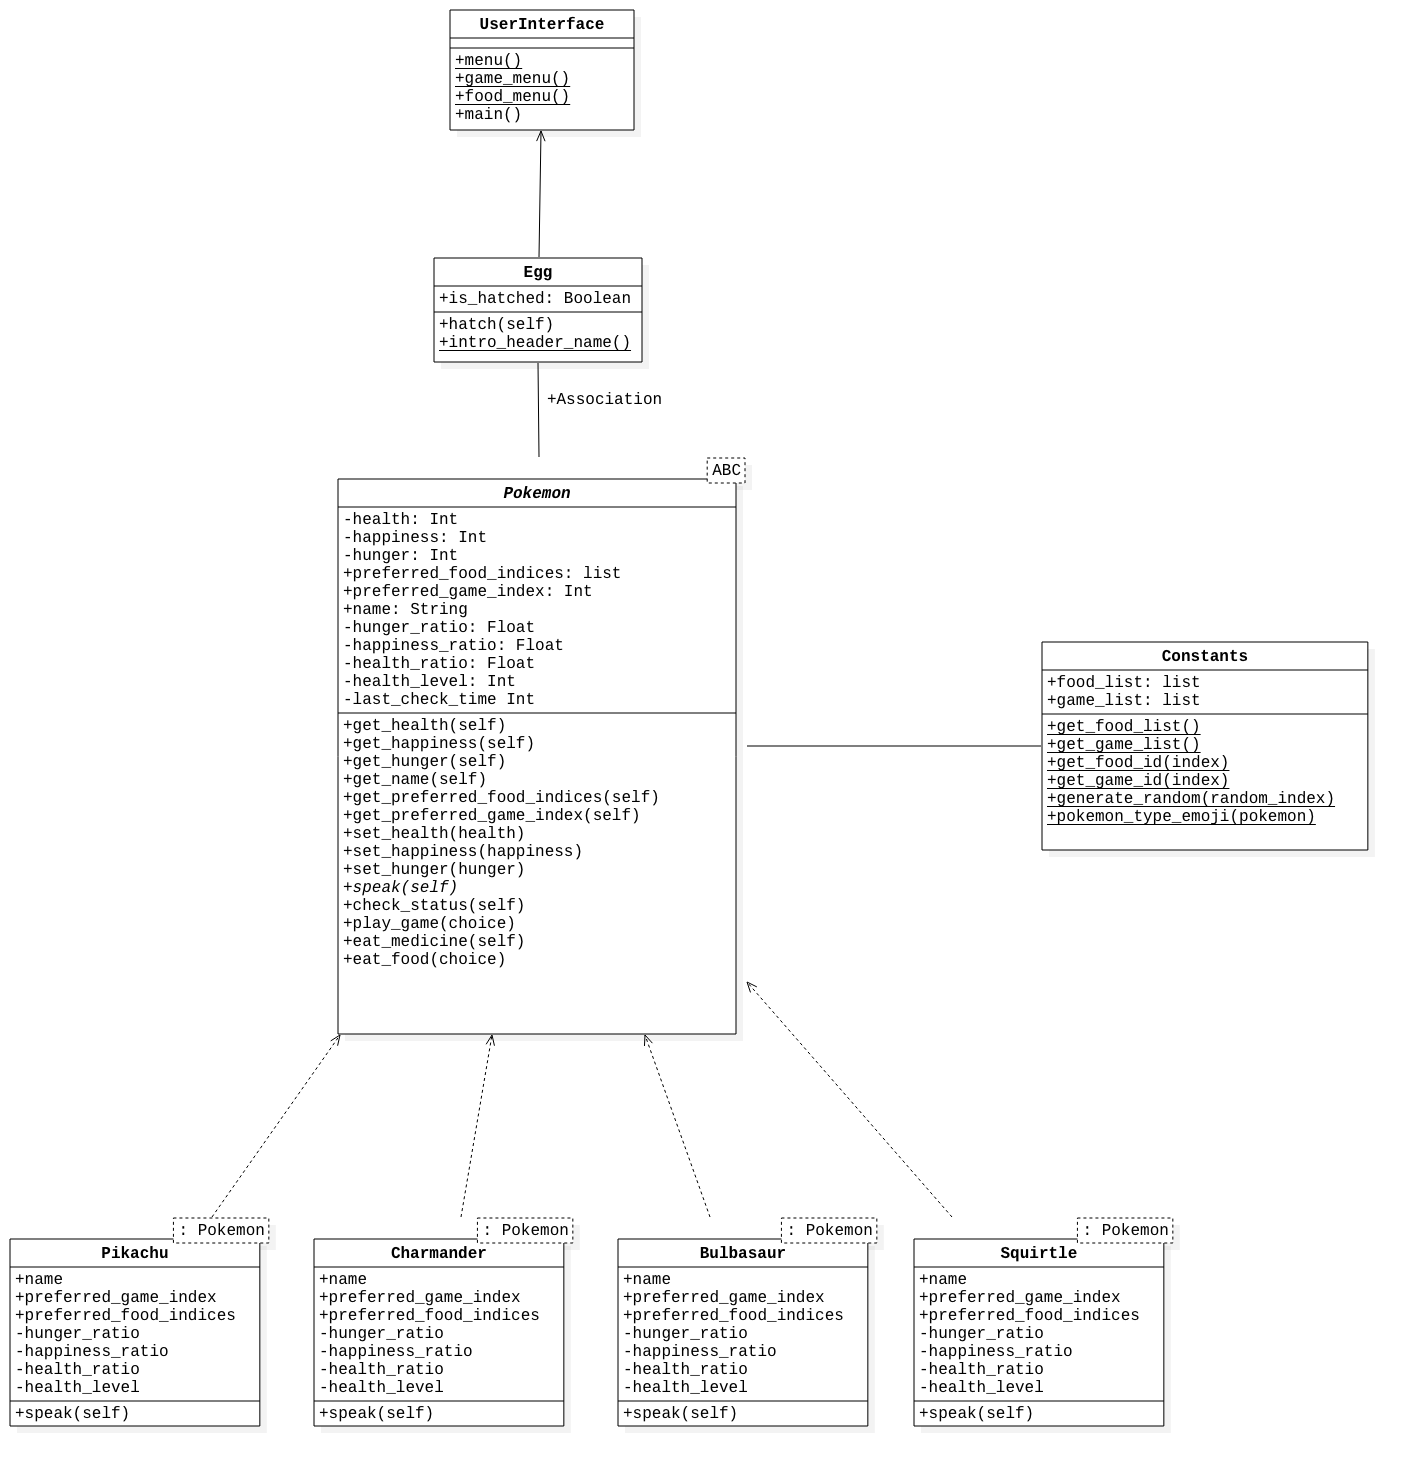 UserInterface
+menu()
+game_menu()
+food_menu()
+main()
Egg
+is_hatched: Boolean
+hatch(self)
+intro_header_name()
+Association
ABC
Pokemon
-health: Int
-happiness: Int
-hunger: Int
+preferred_food_indices: list
+preferred_game_index: Int
+name: String
-hunger_ratio: Float
-happiness_ratio: Float
-health_ratio: Float
-health_level: Int
-last_check_time Int
+get_health(self)
+get_happiness(self)
+get_hunger(self)
+get_name(self)
+get_preferred_food_indices(self)
+get_preferred_game_index(self)
+set_health(health)
+set_happiness(happiness)
+set_hunger(hunger)
+speak(self)
+check_status(self)
+play_game(choice)
+eat_medicine(self)
+eat_food(choice)
Constants
+food_list: list
+game_list: list
+get_food_list()
+get_game_list()
+get_food_id(index)
+get_game_id(index)
+generate_random(random_index)
+pokemon_type_emoji(pokemon)
: Pokemon
Pikachu
+name
+preferred_game_index
+preferred_food_indices
-hunger_ratio
-happiness_ratio
-health_ratio
-health_level
+speak(self)
: Pokemon
Charmander
+name
+preferred_game_index
+preferred_food_indices
-hunger_ratio
-happiness_ratio
-health_ratio
-health_level
+speak(self)
: Pokemon
Bulbasaur
+name
+preferred_game_index
+preferred_food_indices
-hunger_ratio
-happiness_ratio
-health_ratio
-health_level
+speak(self)
: Pokemon
Squirtle
+name
+preferred_game_index
+preferred_food_indices
-hunger_ratio
-happiness_ratio
-health_ratio
-health_level
+speak(self)